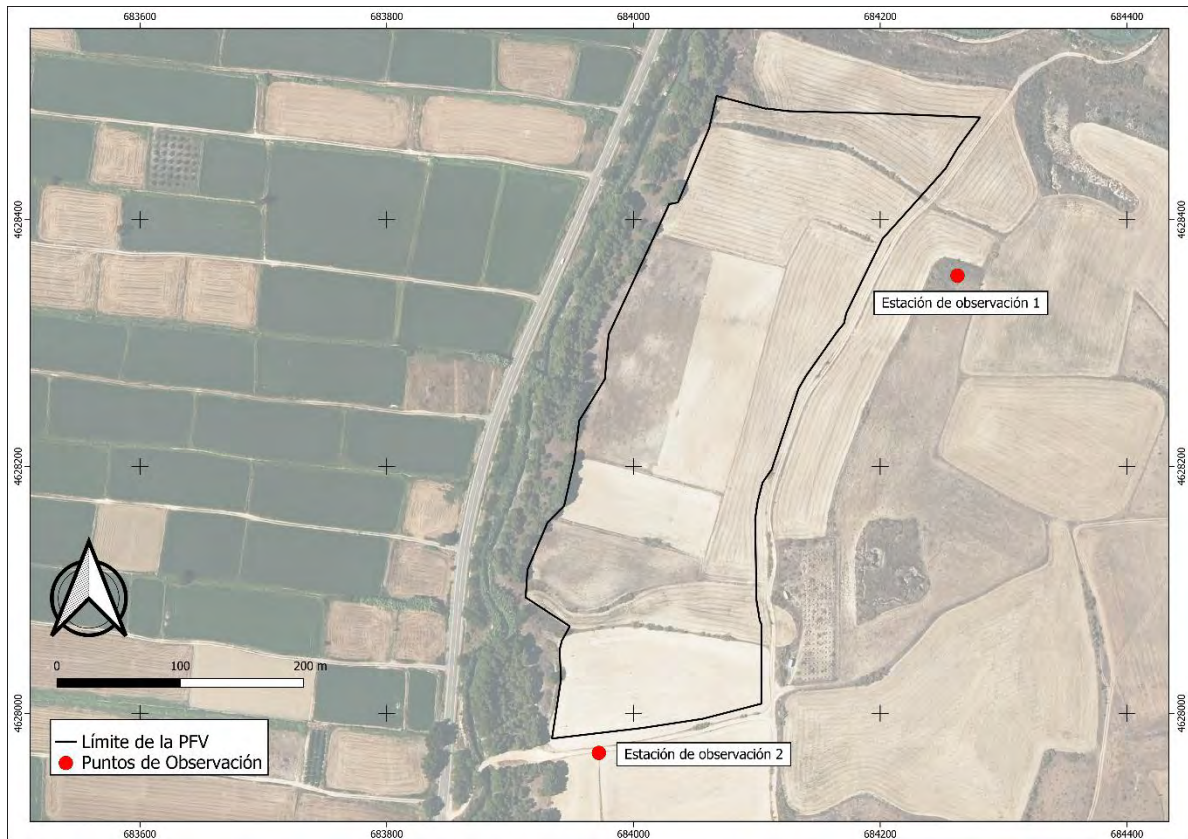 683600 683800 684000 684200 684400
4628400 4628400
Estación de observación 1
4628200 4628200
0 100 200 m
4628000 4628000
Límite de la PFV
Puntos de Observación
Estación de observación 2
683600 683800 684000 684200 684400